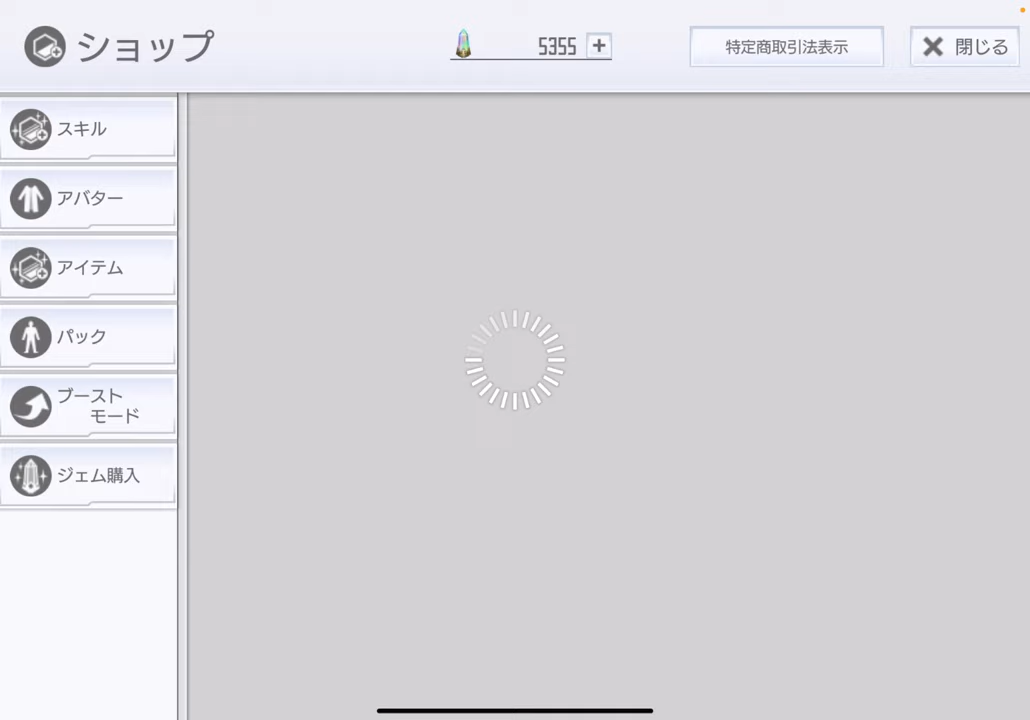 ショップ
5355
特定商取引法表示
閉じる
スキル
アバター
アイテム
パック
ブースト
モード
ジェム購入